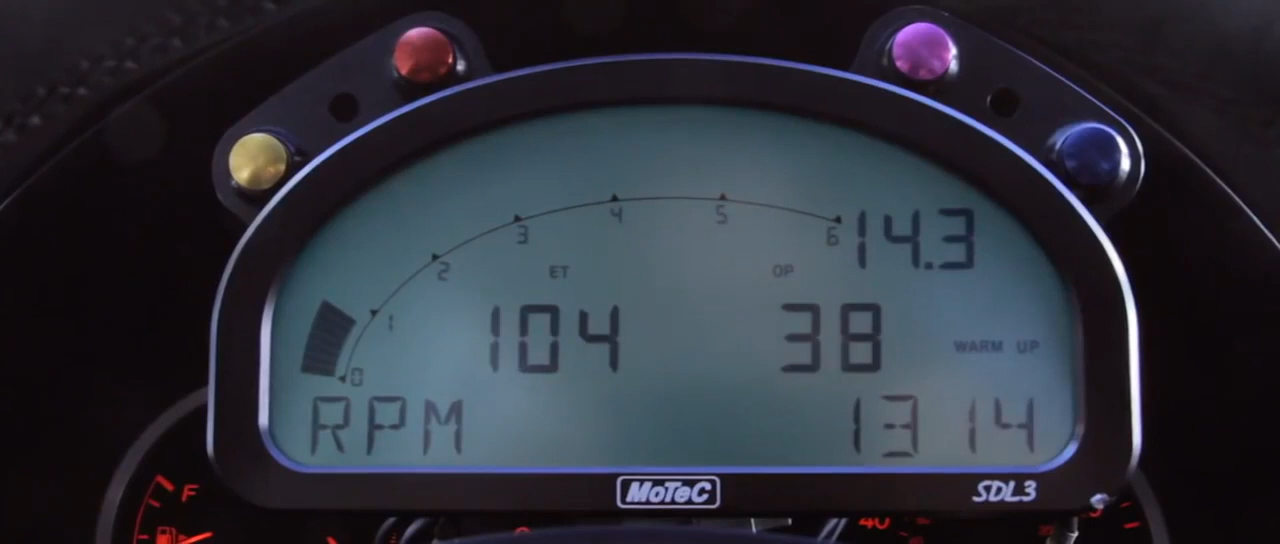 0 1 2 3 4 5 6
14.3
ET OP
104 38
WARM UP
RPM 1314
MoTeC
SDL3
F
40